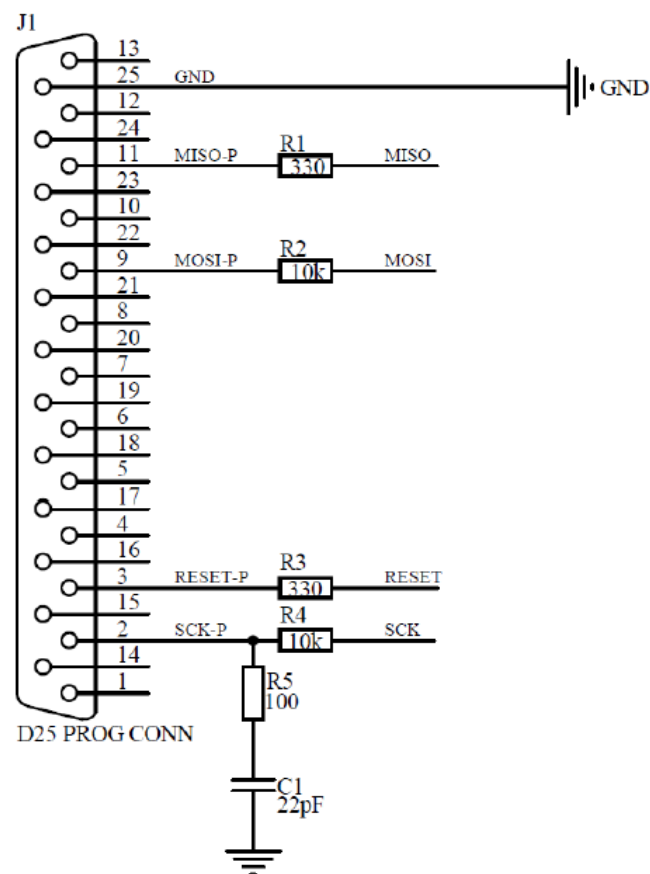 J1
13
25 GND
GND
12
24
11 MISO-P R1 330 MISO
23
10
22
9 MOSI-P R2 10k MOSI
21
8
20
7
19
6
18
5
17
4
16
3 RESET-P R3 330 RESET
15
2 SCK-P R4 10k SCK
14
1
R5
100
D25 PROG CONN
C1
22pF